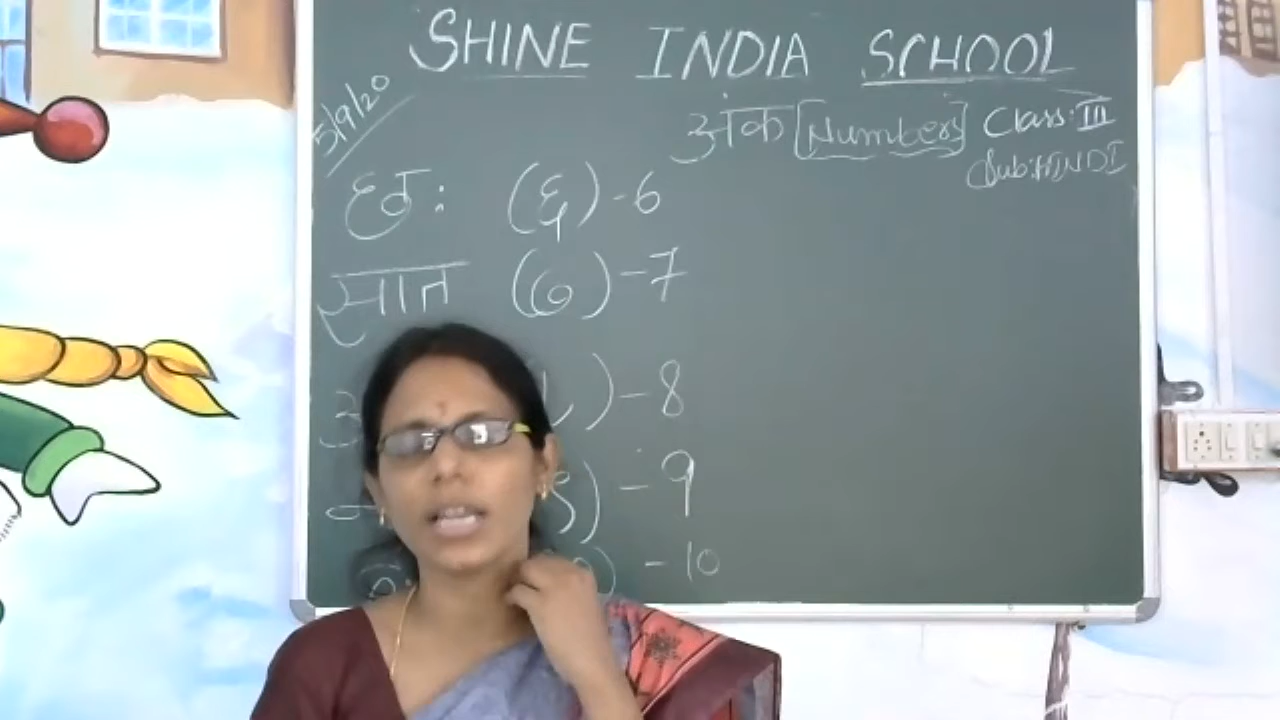 SHINE INDIA SCHOOL
5/9/20
अंक [Numbers] Class: III
Sub: HINDI
छः (६) - 6
सात (७) - 7
) - 8
) - 9
) - 10